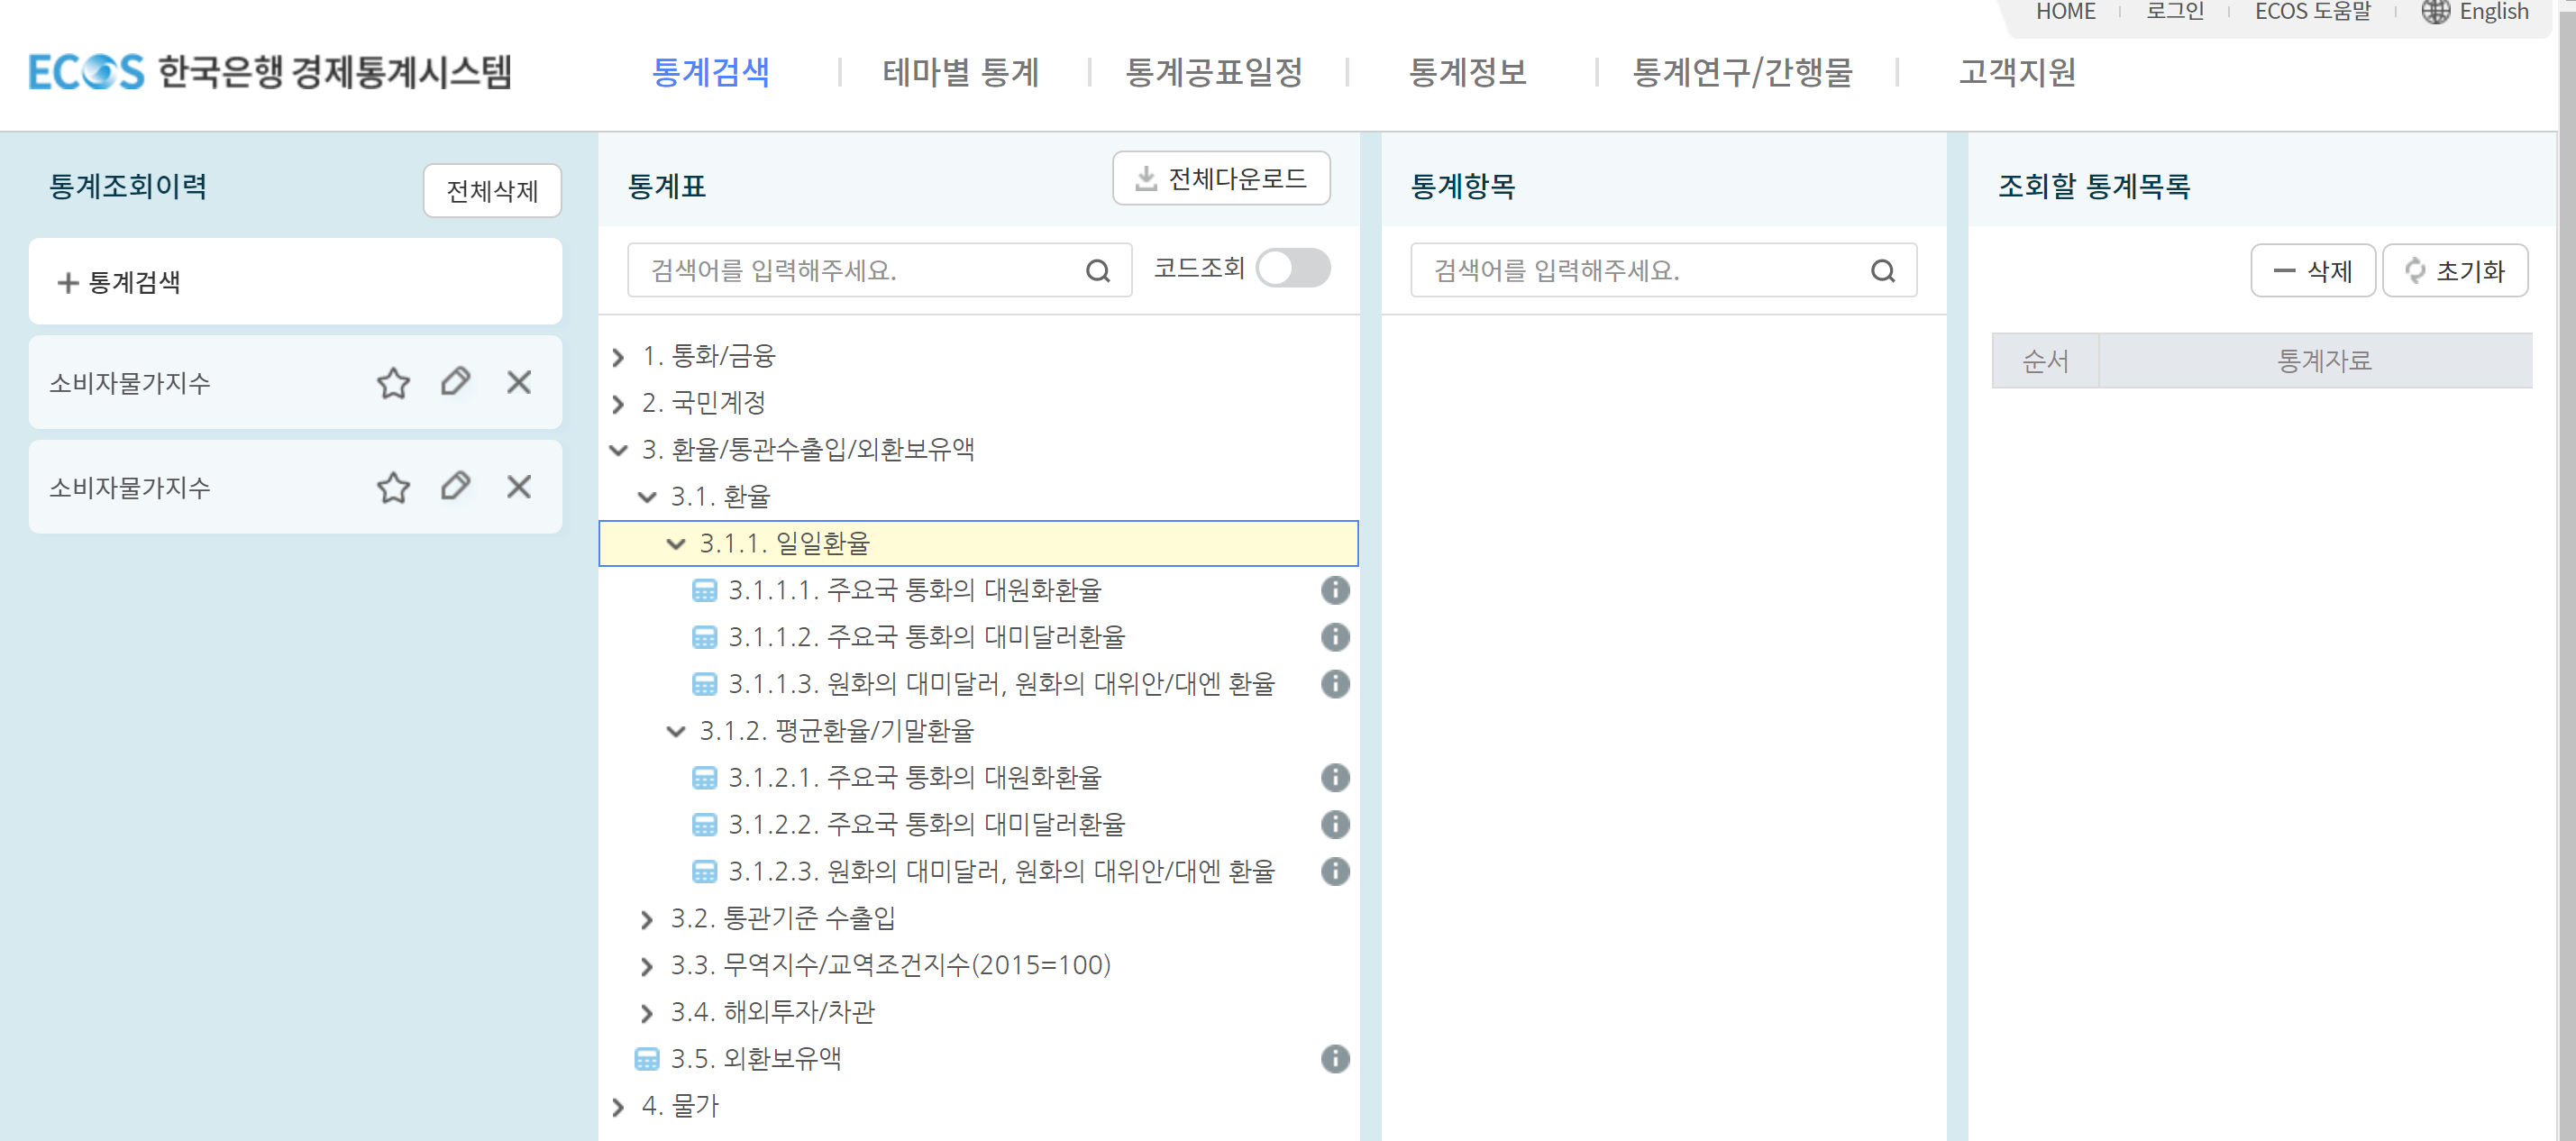 HOME
로그인
ECOS 도움말
English
ECOS 한국은행 경제통계시스템
통계검색
테마별 통계
통계공표일정
통계정보
통계연구/간행물
고객지원
통계조회이력
전체삭제
+ 통계검색
소비자물가지수
소비자물가지수
통계표
전체다운로드
검색어를 입력해주세요.
코드조회
1. 통화/금융
2. 국민계정
3. 환율/통관수출입/외환보유액
3.1. 환율
3.1.1. 일일환율
3.1.1.1. 주요국 통화의 대원화환율
3.1.1.2. 주요국 통화의 대미달러환율
3.1.1.3. 원화의 대미달러, 원화의 대위안/대엔 환율
3.1.2. 평균환율/기말환율
3.1.2.1. 주요국 통화의 대원화환율
3.1.2.2. 주요국 통화의 대미달러환율
3.1.2.3. 원화의 대미달러, 원화의 대위안/대엔 환율
3.2. 통관기준 수출입
3.3. 무역지수/교역조건지수(2015=100)
3.4. 해외투자/차관
3.5. 외환보유액
4. 물가
통계항목
검색어를 입력해주세요.
조회할 통계목록
삭제
초기화
순서
통계자료